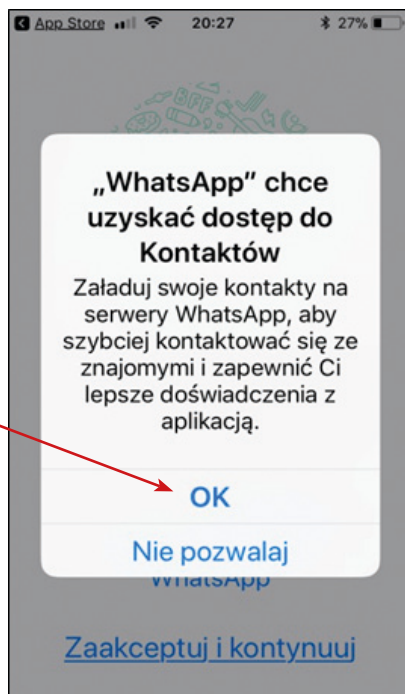 App Store 20:27 27%
BFF
„WhatsApp” chce
uzyskać dostęp do
Kontaktów
Załaduj swoje kontakty na
serwery WhatsApp, aby
szybciej kontaktować się ze
znajomymi i zapewnić Ci
lepsze doświadczenia z
aplikacją.
OK
Nie pozwalaj
WhatsApp
Zaakceptuj i kontynuuj